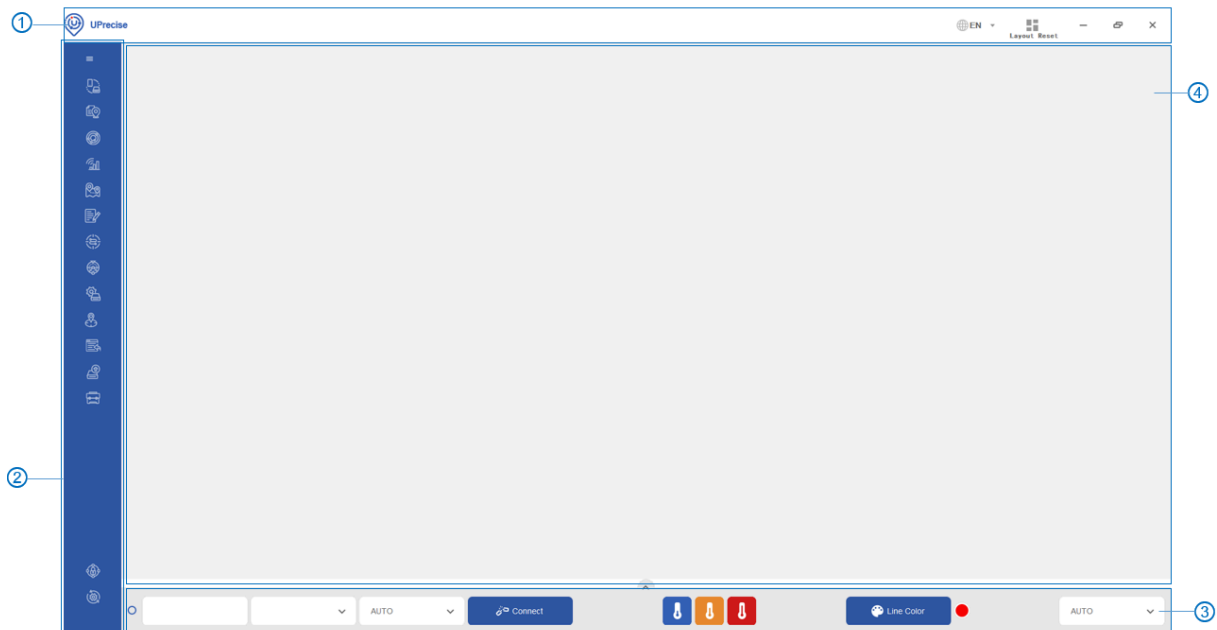 1
UPrecise
EN
Layout Reset
4
2
AUTO
Connect
Line Color
AUTO
3